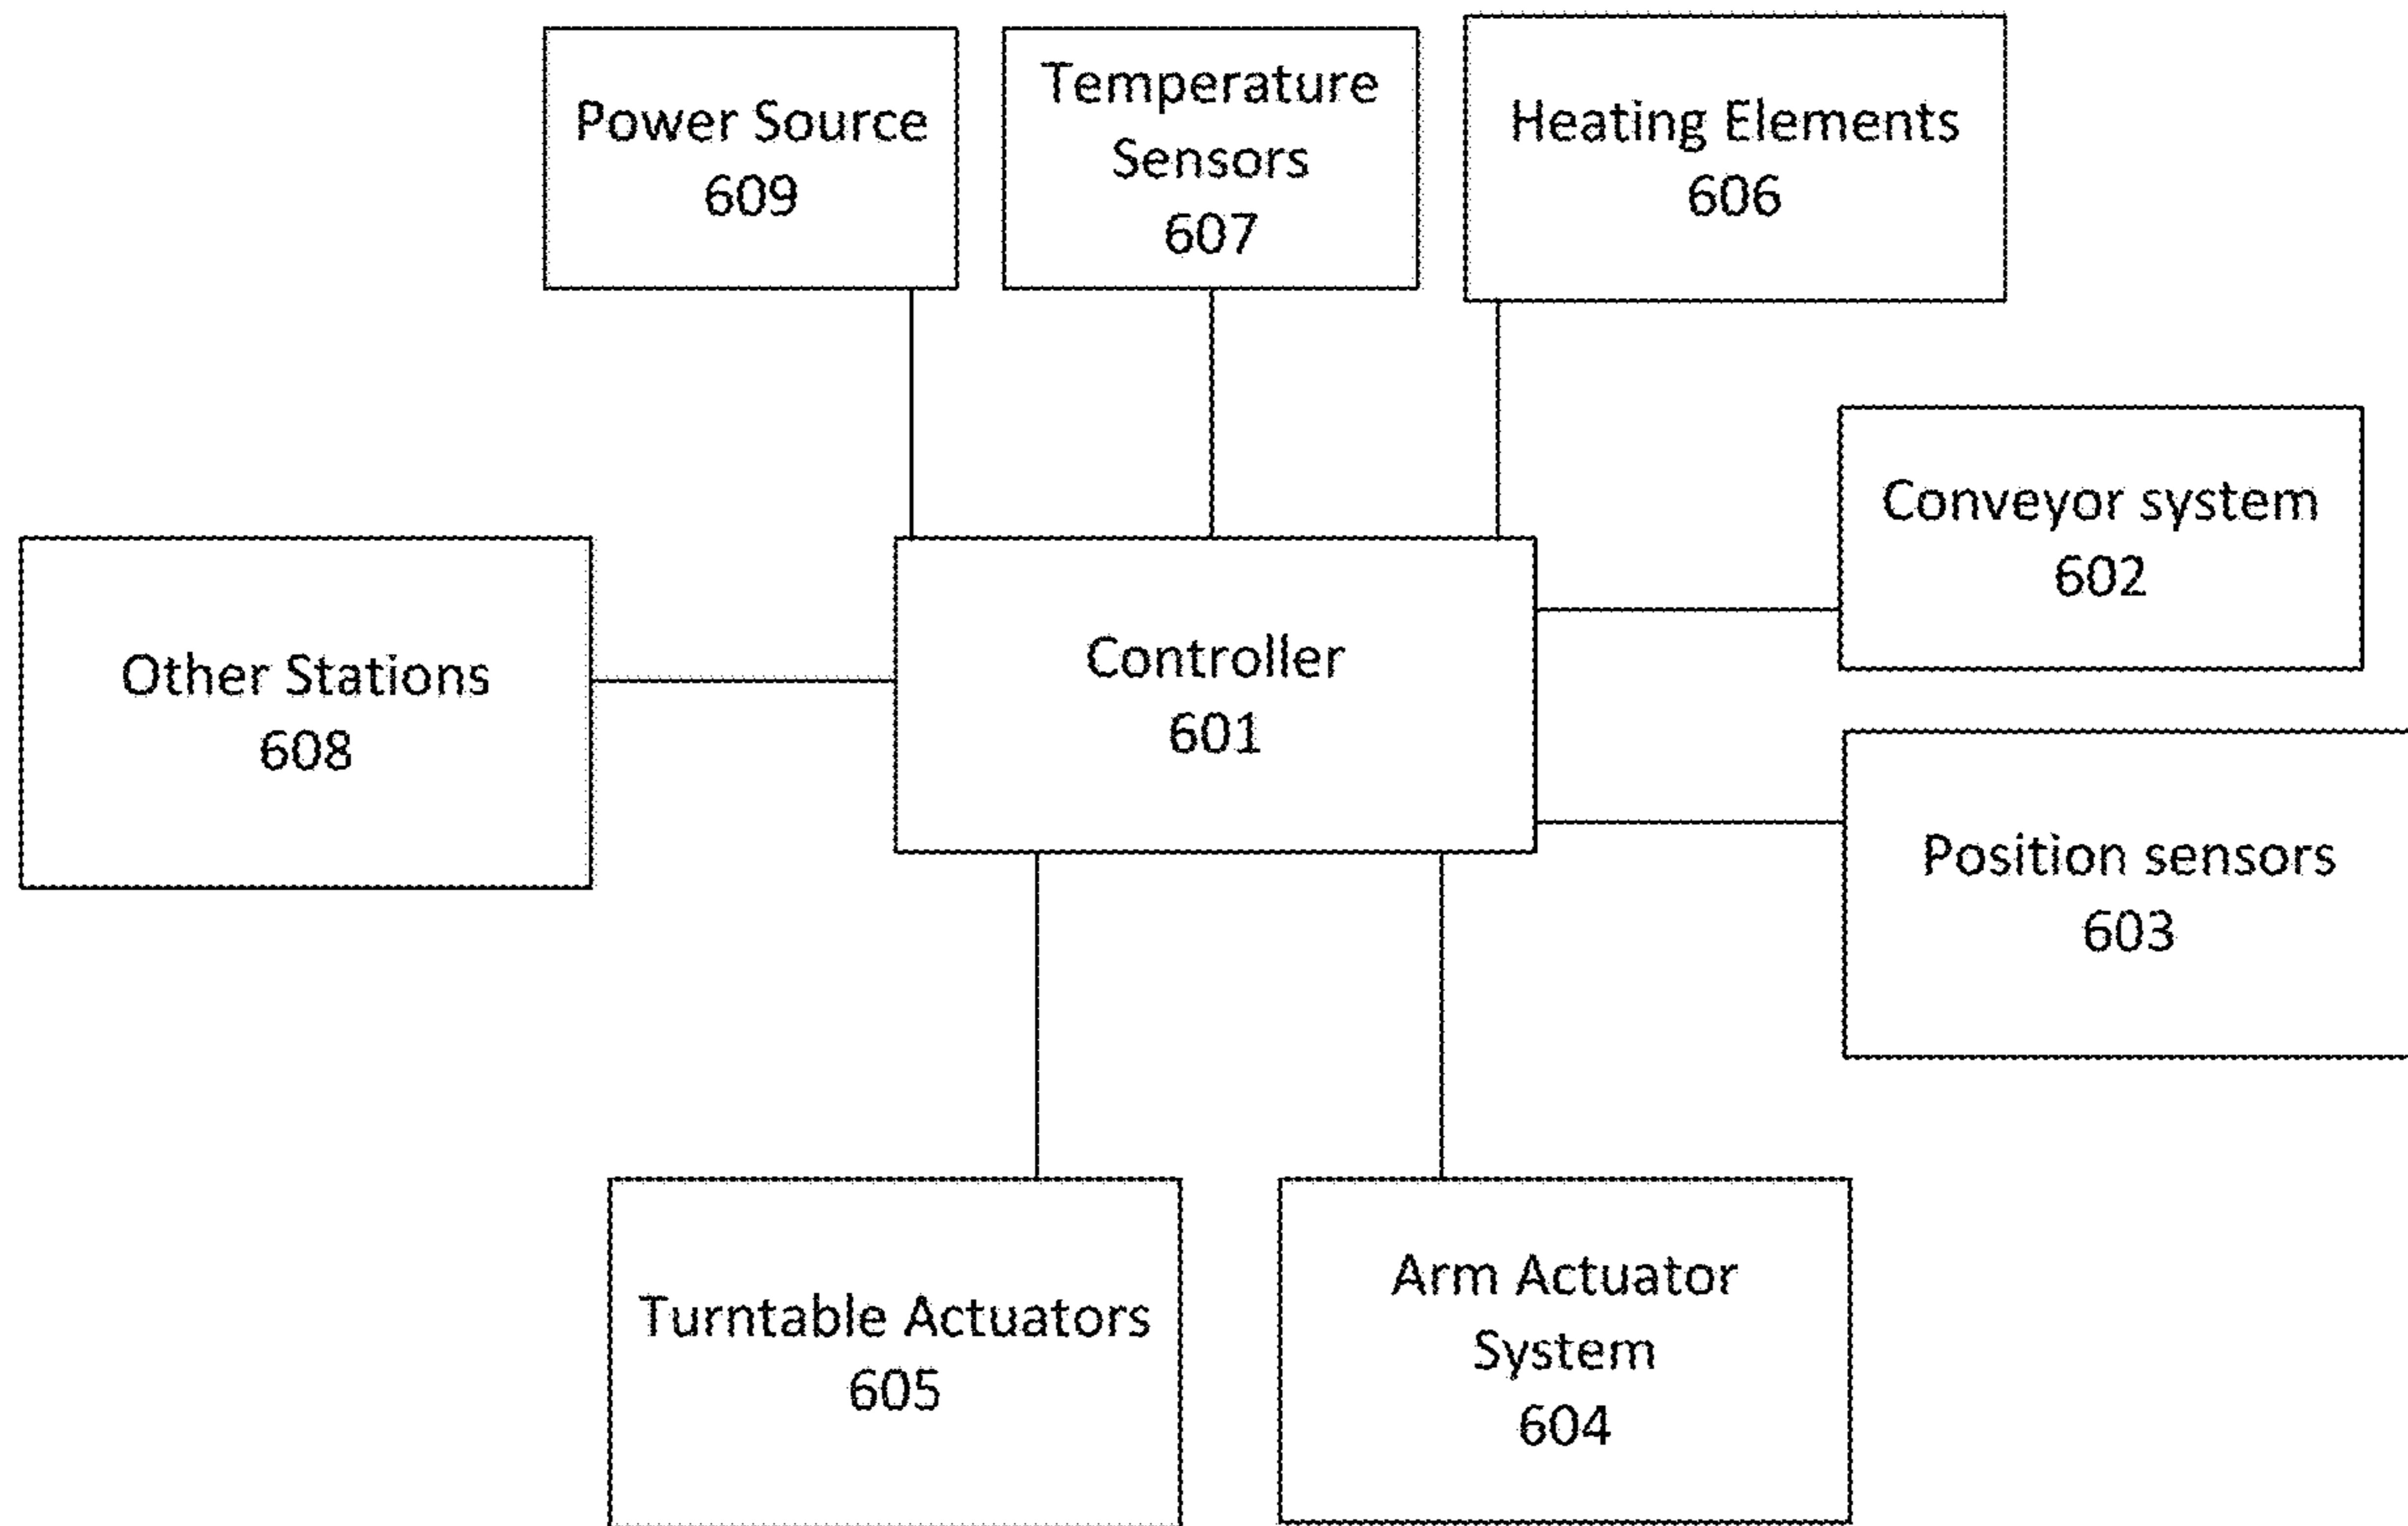 Power Source
609
Temperature
Sensors
607
Heating Elements
606
Conveyor system
602
Other Stations
608
Controller
601
Position sensors
603
Turntable Actuators
605
Arm Actuator
System
604